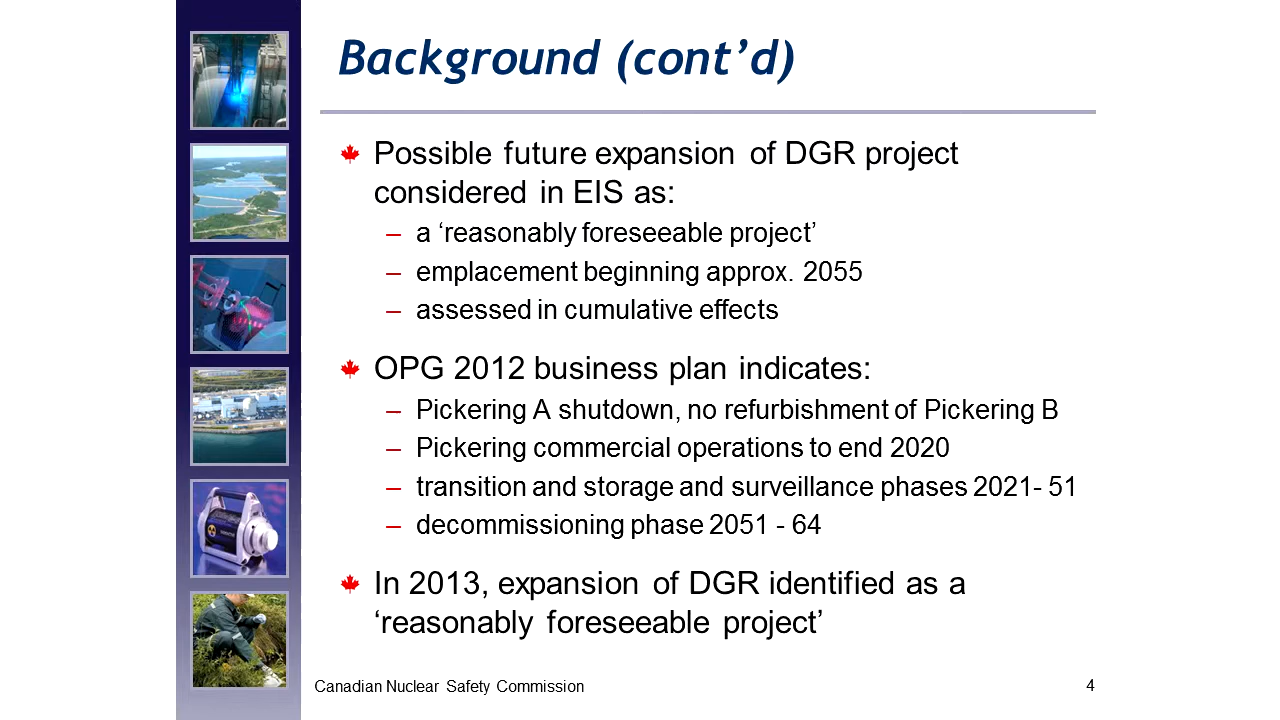 Background (cont’d)
Possible future expansion of DGR project
considered in EIS as:
– a ‘reasonably foreseeable project’
– emplacement beginning approx. 2055
– assessed in cumulative effects
OPG 2012 business plan indicates:
– Pickering A shutdown, no refurbishment of Pickering B
– Pickering commercial operations to end 2020
– transition and storage and surveillance phases 2021- 51
– decommissioning phase 2051 - 64
In 2013, expansion of DGR identified as a
‘reasonably foreseeable project’
Canadian Nuclear Safety Commission
4